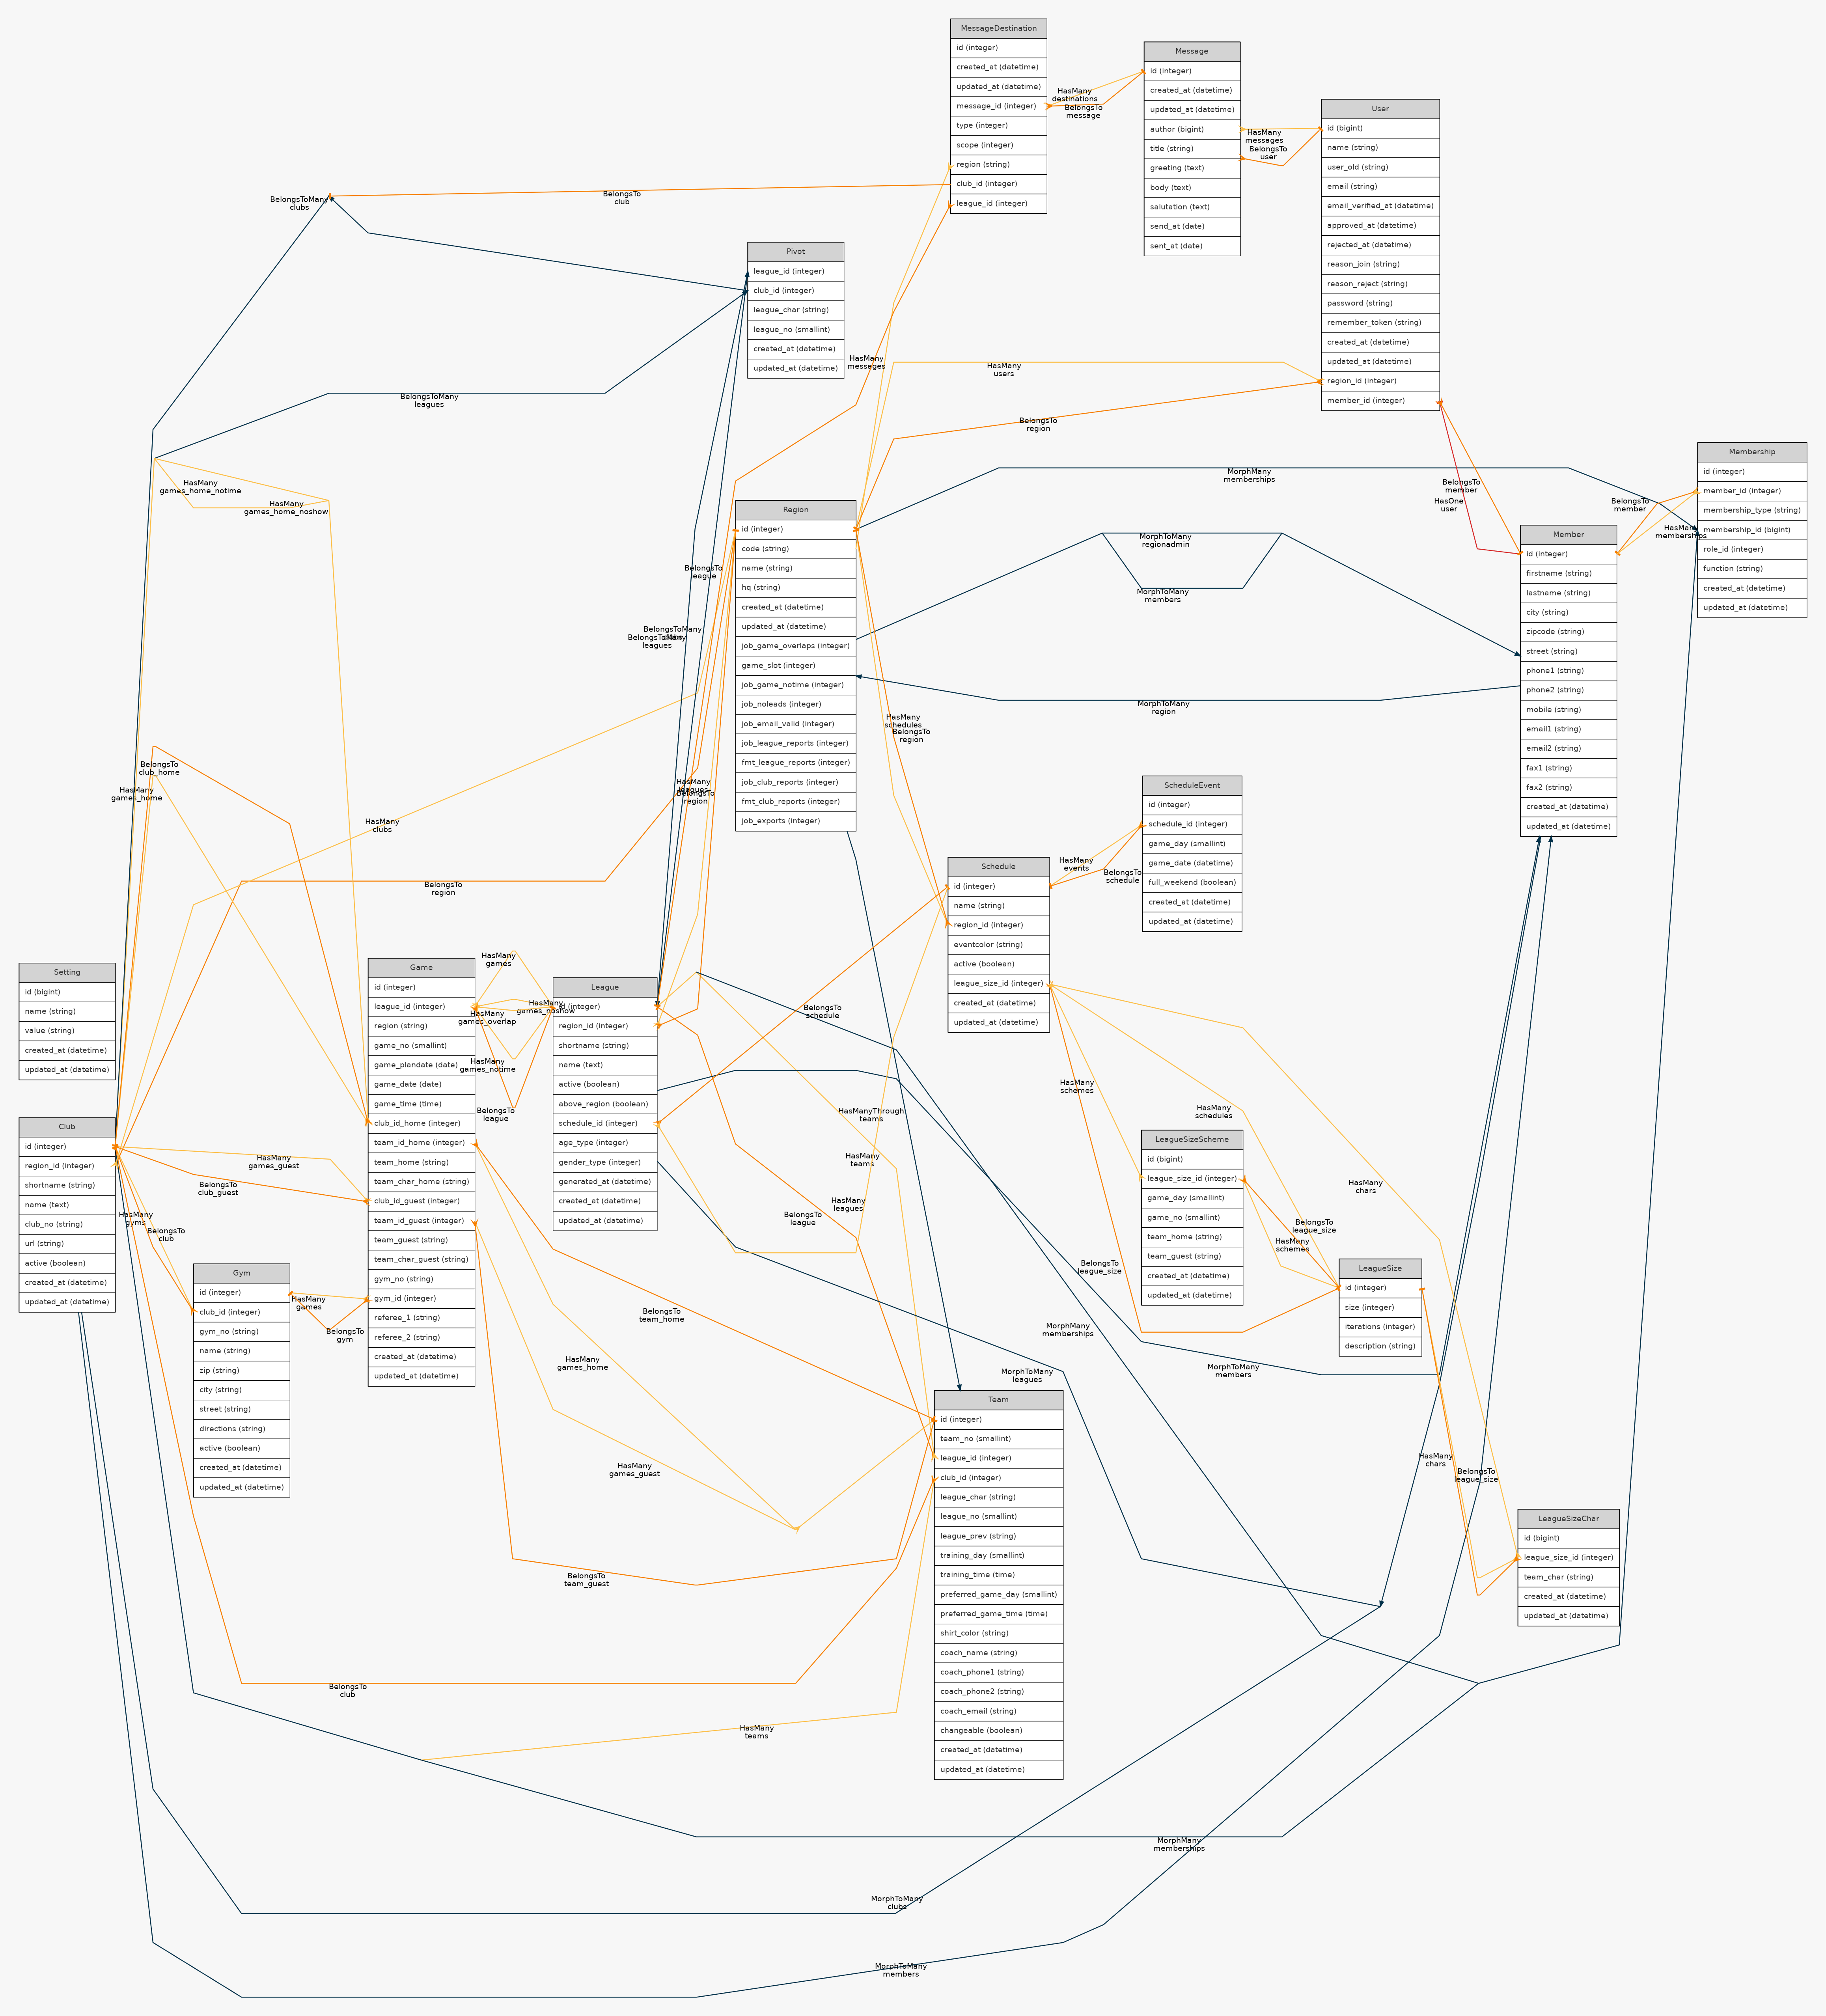 MessageDestination
id (integer)
created_at (datetime)
updated_at (datetime)
message_id (integer)
type (integer)
scope (integer)
region (string)
club_id (integer)
league_id (integer)
Message
id (integer)
created_at (datetime)
updated_at (datetime)
author (bigint)
title (string)
greeting (text)
body (text)
salutation (text)
send_at (date)
sent_at (date)
User
id (bigint)
name (string)
user_old (string)
email (string)
email_verified_at (datetime)
approved_at (datetime)
rejected_at (datetime)
reason_join (string)
reason_reject (string)
password (string)
remember_token (string)
created_at (datetime)
updated_at (datetime)
region_id (integer)
member_id (integer)
HasMany
destinations
BelongsTo
message
HasMany
messages
BelongsTo
user
BelongsToMany
clubs
BelongsTo
club
Pivot
league_id (integer)
club_id (integer)
league_char (string)
league_no (smallint)
created_at (datetime)
updated_at (datetime)
HasMany
messages
HasMany
users
BelongsToMany
leagues
BelongsTo
region
Membership
id (integer)
member_id (integer)
membership_type (string)
membership_id (bigint)
role_id (integer)
function (string)
created_at (datetime)
updated_at (datetime)
MorphMany
memberships
HasMany
games_home_notime
HasMany
games_home_noshow
BelongsTo
member
HasOne
user
BelongsTo
member
HasMany
memberships
Region
id (integer)
code (string)
name (string)
hq (string)
created_at (datetime)
updated_at (datetime)
job_game_overlaps (integer)
game_slot (integer)
job_game_notime (integer)
job_noleads (integer)
job_email_valid (integer)
job_league_reports (integer)
fmt_league_reports (integer)
job_club_reports (integer)
fmt_club_reports (integer)
job_exports (integer)
Member
id (integer)
firstname (string)
lastname (string)
city (string)
zipcode (string)
street (string)
phone1 (string)
phone2 (string)
mobile (string)
email1 (string)
email2 (string)
fax1 (string)
fax2 (string)
created_at (datetime)
updated_at (datetime)
MorphToMany
regionadmin
BelongsTo
league
MorphToMany
members
BelongsToMany
BelongsToMany
leagues
MorphToMany
region
HasMany
schedules
BelongsTo
region
BelongsTo
club_home
HasMany
games_home
HasMany
BelongsTo
region
HasMany
clubs
BelongsTo
region
ScheduleEvent
id (integer)
schedule_id (integer)
game_day (smallint)
game_date (datetime)
full_weekend (boolean)
created_at (datetime)
updated_at (datetime)
Schedule
id (integer)
name (string)
region_id (integer)
eventcolor (string)
active (boolean)
league_size_id (integer)
created_at (datetime)
updated_at (datetime)
HasMany
events
BelongsTo
schedule
Setting
id (bigint)
name (string)
value (string)
created_at (datetime)
updated_at (datetime)
Game
id (integer)
league_id (integer)
region (string)
game_no (smallint)
game_plandate (date)
game_date (date)
game_time (time)
club_id_home (integer)
team_id_home (integer)
team_home (string)
team_char_home (string)
club_id_guest (integer)
team_id_guest (integer)
team_guest (string)
team_char_guest (string)
gym_no (string)
gym_id (integer)
referee_1 (string)
referee_2 (string)
created_at (datetime)
updated_at (datetime)
HasMany
games
HasMany
games_noshow
HasMany
games_overlap
HasMany
games_notime
BelongsTo
league
League
id (integer)
region_id (integer)
shortname (string)
name (text)
active (boolean)
above_region (boolean)
schedule_id (integer)
age_type (integer)
gender_type (integer)
generated_at (datetime)
created_at (datetime)
updated_at (datetime)
BelongsTo
schedule
HasManyThrough
teams
HasMany
teams
HasMany
leagues
BelongsTo
league
HasMany
schemes
HasMany
schedules
HasMany
chars
Club
id (integer)
region_id (integer)
shortname (string)
name (text)
club_no (string)
url (string)
active (boolean)
created_at (datetime)
updated_at (datetime)
HasMany
games_guest
BelongsTo
club_guest
HasMany
gyms
BelongsTo
club
LeagueSizeScheme
id (bigint)
league_size_id (integer)
game_day (smallint)
game_no (smallint)
team_home (string)
team_guest (string)
created_at (datetime)
updated_at (datetime)
BelongsTo
league_size
HasMany
schemes
BelongsTo
league_size
LeagueSize
id (integer)
size (integer)
iterations (integer)
description (string)
Gym
id (integer)
club_id (integer)
gym_no (string)
name (string)
zip (string)
city (string)
street (string)
directions (string)
active (boolean)
created_at (datetime)
updated_at (datetime)
HasMany
games
BelongsTo
gym
BelongsTo
team_home
HasMany
games_home
MorphMany
memberships
MorphToMany
leagues
MorphToMany
members
Team
id (integer)
team_no (smallint)
league_id (integer)
club_id (integer)
league_char (string)
league_no (smallint)
league_prev (string)
training_day (smallint)
training_time (time)
preferred_game_day (smallint)
preferred_game_time (time)
shirt_color (string)
coach_name (string)
coach_phone1 (string)
coach_phone2 (string)
coach_email (string)
changeable (boolean)
created_at (datetime)
updated_at (datetime)
HasMany
games_guest
HasMany
chars
BelongsTo
league_size
LeagueSizeChar
id (bigint)
league_size_id (integer)
team_char (string)
created_at (datetime)
updated_at (datetime)
BelongsTo
team_guest
BelongsTo
club
HasMany
teams
MorphMany
memberships
MorphToMany
clubs
MorphToMany
members